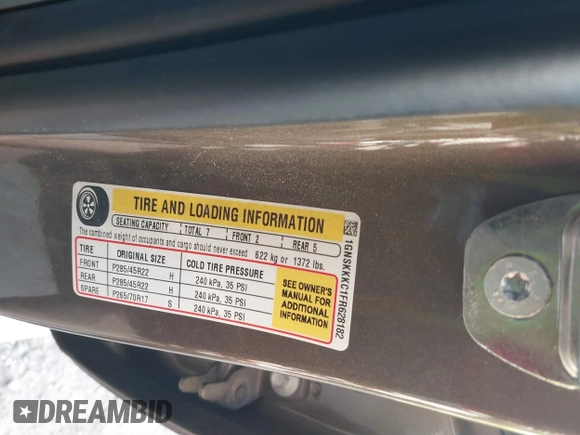 TIRE AND LOADING INFORMATION
SEATING CAPACITY TOTAL 7 FRONT 2 REAR 5
The combined weight of occupants and cargo should never exceed 622 kg or 1372 lbs.
TIRE ORIGINAL SIZE COLD TIRE PRESSURE
FRONT P285/45R22 H 240 kPa, 35 PSI
REAR P285/45R22 H 240 kPa, 35 PSI
SPARE P265/70R17 S 240 kPa, 35 PSI
SEE OWNER'S
MANUAL FOR
ADDITIONAL
INFORMATION
1GNSKKKC1FR628182
DREAMBID